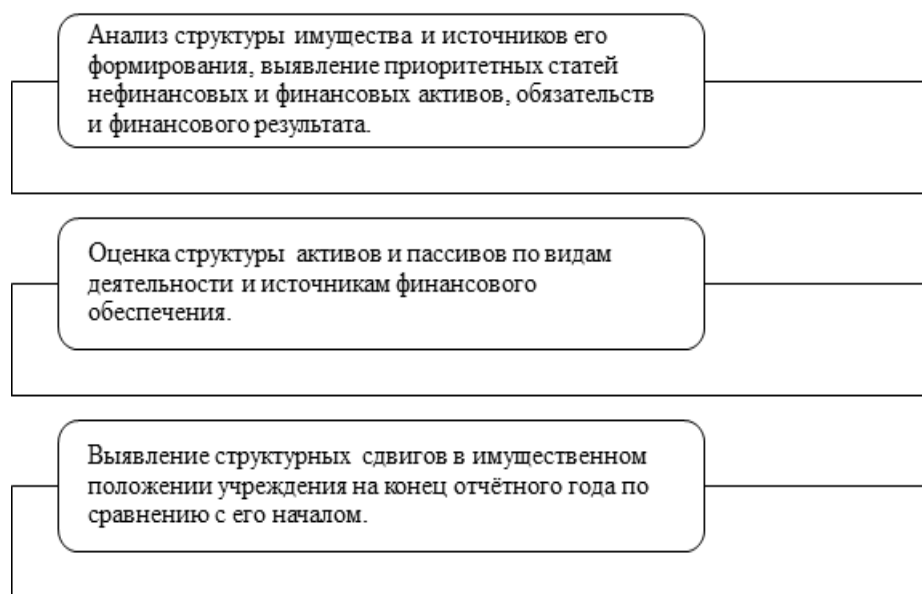 Анализ структуры имущества и источников его
формирования, выявление приоритетных статей
нефинансовых и финансовых активов, обязательств
и финансового результата.
Оценка структуры активов и пассивов по видам
деятельности и источникам финансового
обеспечения.
Выявление структурных сдвигов в имущественном
положении учреждения на конец отчётного года по
сравнению с его началом.